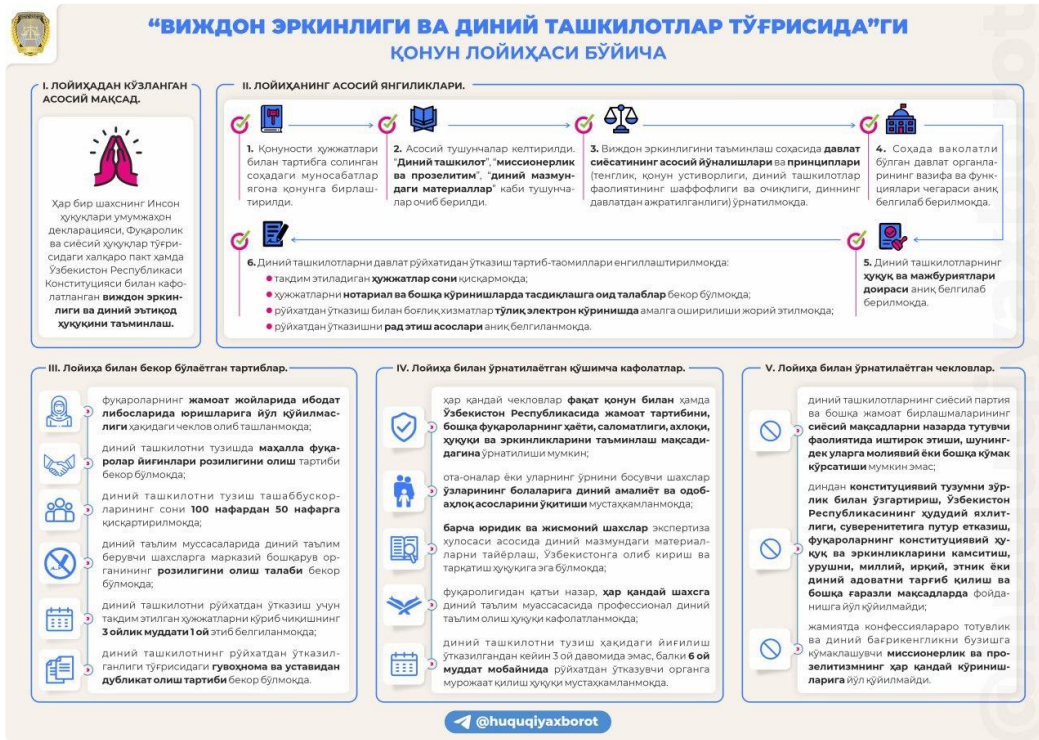 “ВИЖДОН ЭРКИНЛИГИ ВА ДИНИЙ ТАШКИЛОТЛАР ТЎҒРИСИДА”ГИ
ҚОНУН ЛОЙИҲАСИ БЎЙИЧА
I. ЛОЙИҲАДАН КЎЗЛАНГАН
АСОСИЙ МАҚСАД.
Ҳар бир шахснинг Инсон
ҳуқуқлари умумжаҳон
декларацияси, Фуқаролик
ва сиёсий ҳуқуқлар тўғри-
сидаги халқаро пакт ҳамда
Ўзбекистон Республикаси
Конституцияси билан кафо-
латланган виждон эркин-
лиги ва диний эътиқод
ҳуқуқини таъминлаш.
II. ЛОЙИҲАНИНГ АСОСИЙ ЯНГИЛИКЛАРИ.
1. Қонуности ҳужжатлари
билан тартибга солинган
соҳадаги муносабатлар
ягона қонунга бирлаш-
тирилди.
2. Асосий тушунчалар келтирилди.
“Диний ташкилот”, “миссионерлик
ва прозелитим”, “диний мазмун-
даги материаллар” каби тушунча-
лар очиб берилди.
3. Виждон эркинлигини таъминлаш соҳасида давлат
сиёсатининг асосий йўналишлари ва принциплари
(тенглик, қонун устиворлиги, диний ташкилотлар
фаолиятининг шаффофлиги ва очиқлиги, диннинг
давлатдан ажратилганлиги) ўрнатилмоқда.
4. Соҳада ваколатли
бўлган давлат органла-
рининг вазифа ва функ-
циялари чегараси аниқ
белгилаб берилмоқда.
5. Диний ташкилотларнинг
ҳуқуқ ва мажбуриятлари
доираси аниқ белгилаб
берилмоқда.
6. Диний ташкилотларни давлат рўйхатидан ўтказиш тартиб-таомиллари енгиллаштирилмоқда:
тақдим этиладиган ҳужжатлар сони қисқармоқда;
ҳужжатларни нотариал ва бошқа кўринишларда тасдиқлашга оид талаблар бекор бўлмоқда;
рўйхатдан ўтказиш билан боғлиқ хизматлар тўлиқ электрон кўринишда амалга оширилиши жорий этилмоқда;
рўйхатдан ўтказишни рад этиш асослари аниқ белгиланмоқда.
III. Лойиҳа билан бекор бўлаётган тартиблар.
фуқароларнинг жамоат жойларида ибодат
либосларида юришларига йўл қўйилмас-
лиги ҳақидаги чеклов олиб ташланмоқда;
диний ташкилотни тузишда маҳалла фуқа-
ролар йиғинлари розилигини олиш тартиби
бекор бўлмоқда;
диний ташкилотни тузиш ташаббускор-
ларининг сони 100 нафардан 50 нафарга
қисқартирилмоқда;
диний таълим муссасаларида диний таълим
берувчи шахсларга марказий бошқарув ор-
ганининг розилигини олиш талаби бекор
бўлмоқда;
диний ташкилотни рўйхатдан ўтказиш учун
тақдим этилган ҳужжатларни кўриб чиқишнинг
3 ойлик муддати 1 ой этиб белгиланмоқда;
диний ташкилотнинг рўйхатдан ўтказил-
ганлиги тўғрисидаги гувоҳнома ва уставидан
дубликат олиш тартиби бекор бўлмоқда.
IV. Лойиҳа билан ўрнатилаётган қўшимча кафолатлар.
ҳар қандай чекловлар фақат қонун билан ҳамда
Ўзбекистон Республикасида жамоат тартибини,
бошқа фуқароларнинг ҳаёти, саломатлиги, ахлоқи,
ҳуқуқи ва эркинликларини таъминлаш мақсади-
дагина ўрнатилиши мумкин;
ота-оналар ёки уларнинг ўрнини босувчи шахслар
ўзларининг болаларига диний амалиёт ва одоб-
аҳлоқ асосларини ўқитиши мустаҳкамланмоқда;
барча юридик ва жисмоний шахслар экспертиза
хулосаси асосида диний мазмундаги материал-
ларни тайёрлаш, Ўзбекистонга олиб кириш ва
тарқатиш ҳуқуқига эга бўлмоқда;
фуқаролигидан қатъи назар, ҳар қандай шахсга
диний таълим муассасасида профессионал диний
таълим олиш ҳуқуқи кафолатланмоқда;
диний ташкилотни тузиш ҳақидаги йиғилиш
ўтказилгандан кейин 3 ой давомида эмас, балки 6 ой
муддат мобайнида рўйхатдан ўтказувчи органга
мурожаат қилиш ҳуқуқи мустаҳкамланмоқда.
V. Лойиҳа билан ўрнатилаётган чекловлар.
диний ташкилотларнинг сиёсий партия
ва бошқа жамоат бирлашмаларининг
сиёсий мақсадларни назарда тутувчи
фаолиятида иштирок этиши, шунинг-
дек уларга молиявий ёки бошқа кўмак
кўрсатиши мумкин эмас;
диндан конституциявий тузумни зўр-
лик билан ўзгартириш, Ўзбекистон
Республикасининг ҳудудий яхлит-
лиги, суверенитетига путур етказиш,
фуқароларнинг конституциявий ҳу-
қуқ ва эркинликларини камситиш,
урушни, миллий, ирқий, этник ёки
диний адоватни тарғиб қилиш ва
бошқа ғаразли мақсадларда фойда-
нишга йўл қўйилмайди;
жамиятда конфессиялараро тотувлик
ва диний бағрикенгликни бузишга
кўмаклашувчи миссионерлик ва про-
зелитизмнинг ҳар қандай кўриниш-
ларига йўл қўйилмайди.
@huquqiyaxborot